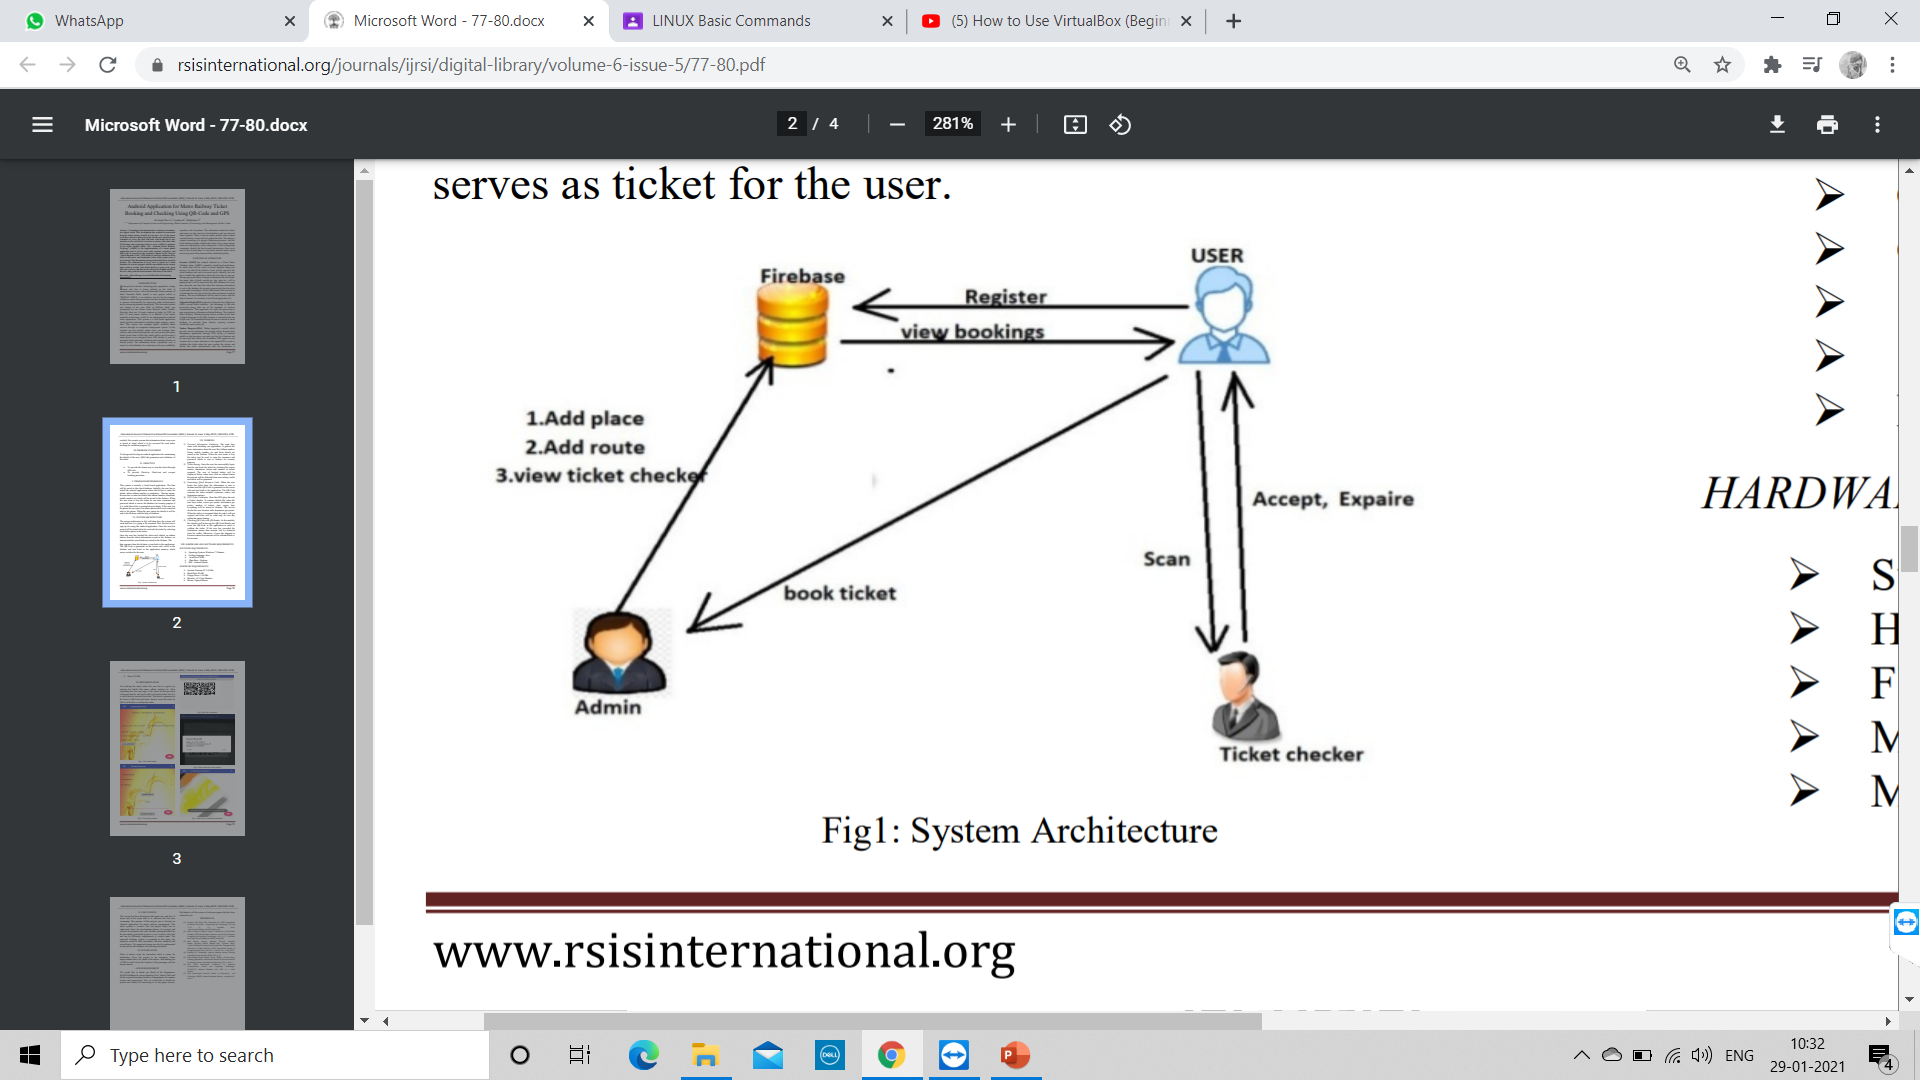 WhatsApp
Microsoft Word - 77-80.docx
LINUX Basic Commands
(5) How to Use VirtualBox (Begin
rsisinternational.org/journals/ijrsi/digital-library/volume-6-issue-5/77-80.pdf
Microsoft Word - 77-80.docx
2 / 4
281%
1
2
3
serves as ticket for the user.
USER
Firebase
Register
view bookings
1.Add place
2.Add route
3.view ticket checker
Accept, Expaire
Scan
book ticket
Admin
Ticket checker
Fig1: System Architecture
www.rsisinternational.org
HARDWA
S
H
F
M
M
Type here to search
DELL
ENG
10:32
29-01-2021
4